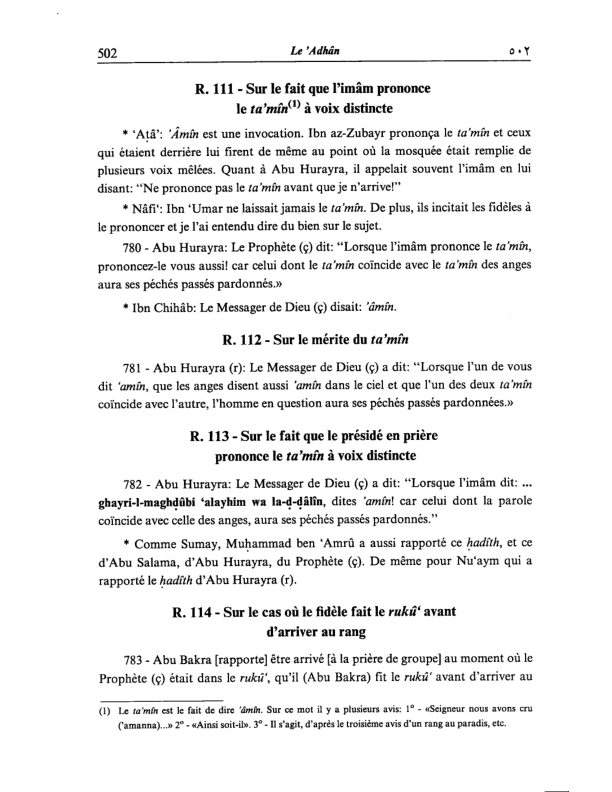 502 Le 'Adhân ٥٠٢
R. 111 - Sur le fait que l'imâm prononce
le ta'mîn(1) à voix distincte
* 'Aṭâ': 'Âmîn est une invocation. Ibn az-Zubayr prononça le ta'mîn et ceux
qui étaient derrière lui firent de même au point où la mosquée était remplie de
plusieurs voix mêlées. Quant à Abu Hurayra, il appelait souvent l'imâm en lui
disant: "Ne prononce pas le ta'mîn avant que je n'arrive!"
* Nâfi': Ibn 'Umar ne laissait jamais le ta'mîn. De plus, ils incitait les fidèles à
le prononcer et je l'ai entendu dire du bien sur le sujet.
780 - Abu Hurayra: Le Prophète (ç) dit: "Lorsque l'imâm prononce le ta'mîn,
prononcez-le vous aussi! car celui dont le ta'mîn coïncide avec le ta'mîn des anges
aura ses péchés passés pardonnés.»
* Ibn Chihâb: Le Messager de Dieu (ç) disait: 'âmîn.
R. 112 - Sur le mérite du ta'mîn
781 - Abu Hurayra (r): Le Messager de Dieu (ç) a dit: "Lorsque l'un de vous
dit 'amîn, que les anges disent aussi 'amîn dans le ciel et que l'un des deux ta'mîn
coïncide avec l'autre, l'homme en question aura ses péchés passés pardonnées.»
R. 113 - Sur le fait que le présidé en prière
prononce le ta'mîn à voix distincte
782 - Abu Hurayra: Le Messager de Dieu (ç) a dit: "Lorsque l'imâm dit: ...
ghayri-l-maghḍûbi 'alayhim wa la-ḍ-ḍâlîn, dites 'amîn! car celui dont la parole
coïncide avec celle des anges, aura ses péchés passés pardonnés."
* Comme Sumay, Muḥammad ben 'Amrû a aussi rapporté ce ḥadîth, et ce
d'Abu Salama, d'Abu Hurayra, du Prophète (ç). De même pour Nu'aym qui a
rapporté le ḥadîth d'Abu Hurayra (r).
R. 114 - Sur le cas où le fidèle fait le rukû' avant
d'arriver au rang
783 - Abu Bakra [rapporte] être arrivé [à la prière de groupe] au moment où le
Prophète (ç) était dans le rukû', qu'il (Abu Bakra) fit le rukû' avant d'arriver au
(1) Le ta'mîn est le fait de dire 'âmîn. Sur ce mot il y a plusieurs avis: 1° - «Seigneur nous avons cru
('amanna)...» 2° - «Ainsi soit-il». 3° - Il s'agit, d'après le troisième avis d'un rang au paradis, etc.